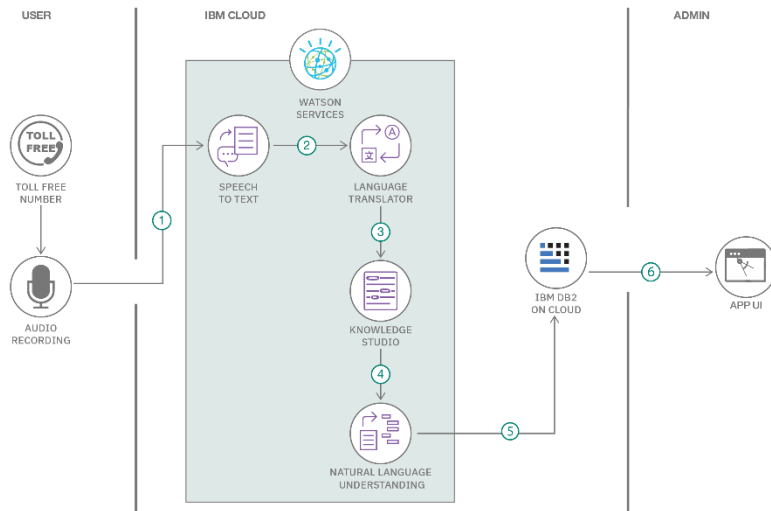 USER
IBM CLOUD
ADMIN
WATSON
SERVICES
TOLL
FREE
TOLL FREE
NUMBER
1
SPEECH
TO TEXT
2
A
文
LANGUAGE
TRANSLATOR
3
AUDIO
RECORDING
KNOWLEDGE
STUDIO
4
NATURAL LANGUAGE
UNDERSTANDING
5
IBM DB2
ON CLOUD
6
APP UI